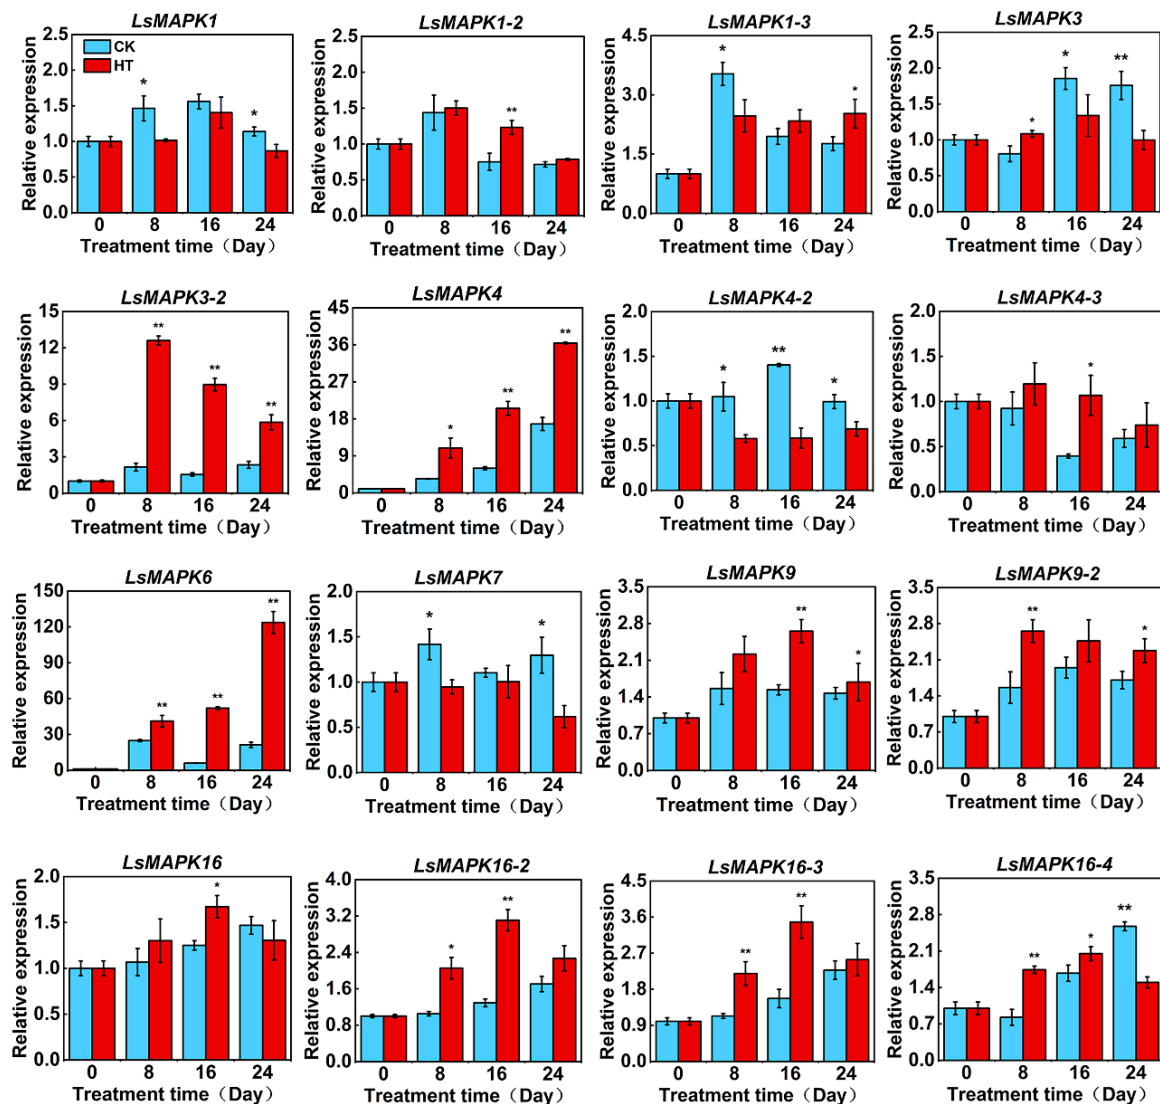 LsMAPK1
Relative expression
2.5
2.0
1.5
1.0
0.5
0.0
CK
HT
*
*
0 8 16 24
Treatment time（Day）
LsMAPK1-2
Relative expression
2.5
2.0
1.5
1.0
0.5
0.0
**
0 8 16 24
Treatment time（Day）
LsMAPK1-3
Relative expression
4.5
3.0
1.5
0.0
*
*
0 8 16 24
Treatment time（Day）
LsMAPK3
Relative expression
2.5
2.0
1.5
1.0
0.5
0.0
*
*
**
0 8 16 24
Treatment time（Day）
LsMAPK3-2
Relative expression
15
12
9
6
3
0
**
**
**
0 8 16 24
Treatment time（Day）
LsMAPK4
Relative expression
45
36
27
18
9
0
*
**
**
0 8 16 24
Treatment time（Day）
LsMAPK4-2
Relative expression
2.0
1.5
1.0
0.5
0.0
*
**
*
0 8 16 24
Treatment time（Day）
LsMAPK4-3
Relative expression
2.0
1.5
1.0
0.5
0.0
*
0 8 16 24
Treatment time（Day）
LsMAPK6
Relative expression
150
120
90
60
30
0
**
**
**
0 8 16 24
Treatment time（Day）
LsMAPK7
Relative expression
2.0
1.5
1.0
0.5
0.0
*
*
0 8 16 24
Treatment time（Day）
LsMAPK9
Relative expression
3.5
2.8
2.1
1.4
0.7
0.0
**
*
0 8 16 24
Treatment time（Day）
LsMAPK9-2
Relative expression
3.5
2.8
2.1
1.4
0.7
0.0
**
*
0 8 16 24
Treatment time（Day）
LsMAPK16
Relative expression
2.0
1.5
1.0
0.5
0.0
*
0 8 16 24
Treatment time（Day）
LsMAPK16-2
Relative expression
4.0
3.2
2.4
1.6
0.8
0.0
*
**
0 8 16 24
Treatment time（Day）
LsMAPK16-3
Relative expression
4.5
3.6
2.7
1.8
0.9
0.0
**
**
0 8 16 24
Treatment time（Day）
LsMAPK16-4
Relative expression
3.5
2.8
2.1
1.4
0.7
0.0
**
*
**
0 8 16 24
Treatment time（Day）